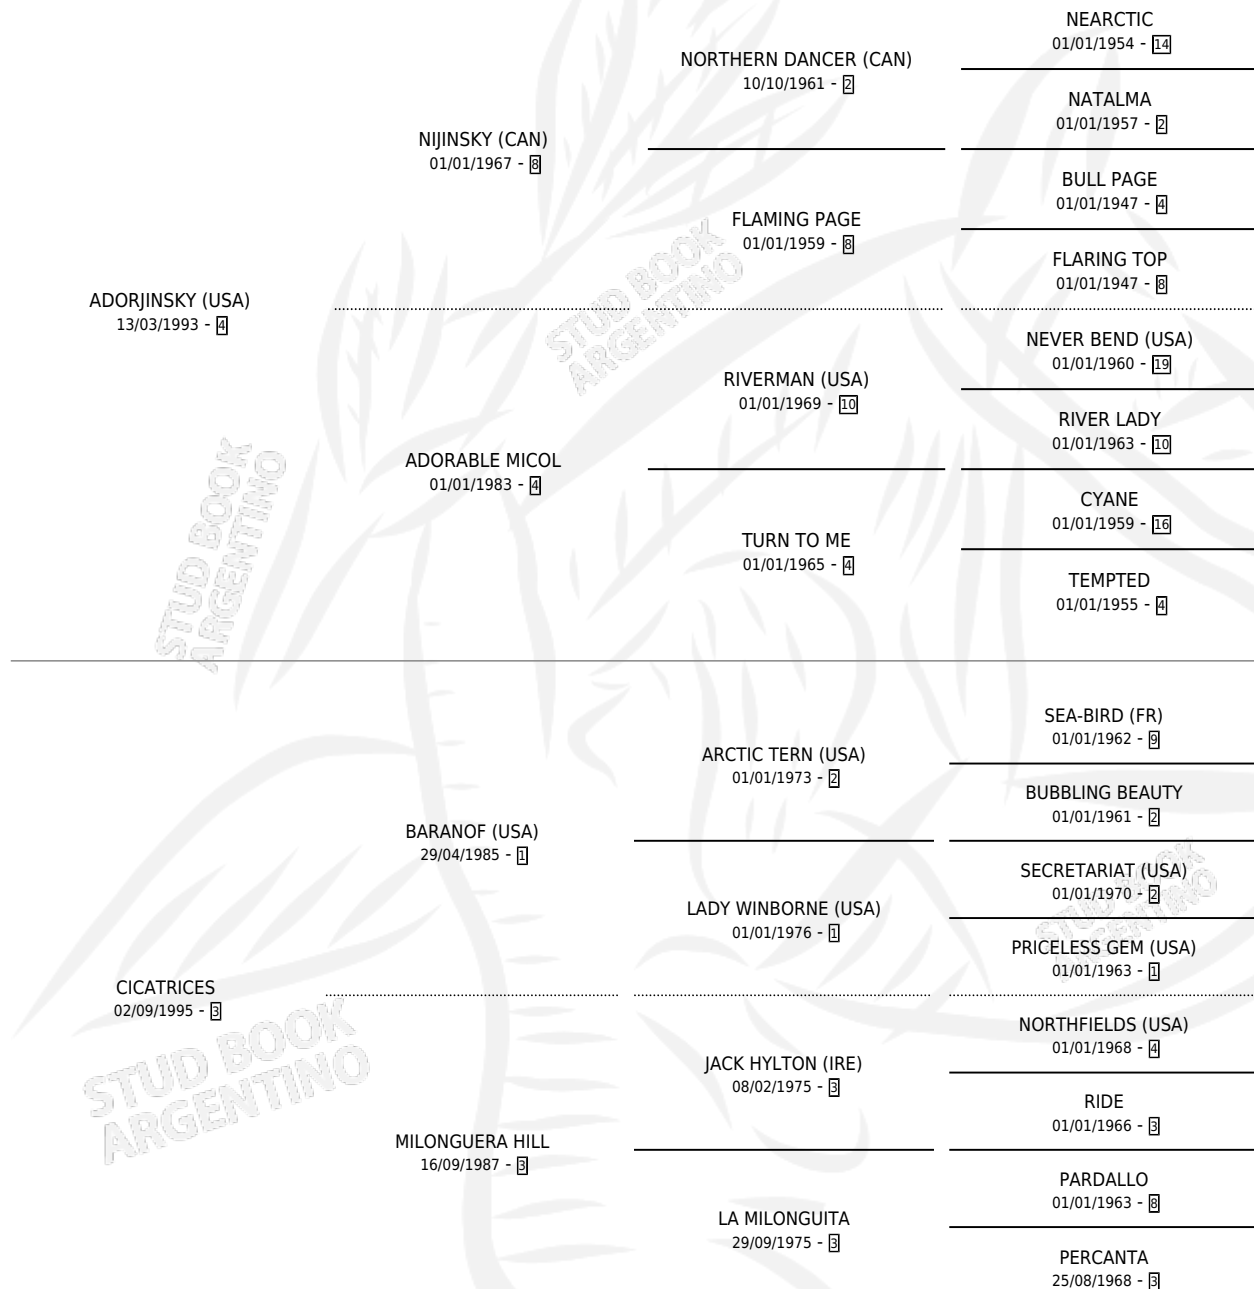 NEARCTIC
01/01/1954 - 14
NORTHERN DANCER (CAN)
10/10/1961 - 2
NATALMA
01/01/1957 - 2
NIJINSKY (CAN)
01/01/1967 - 8
BULL PAGE
01/01/1947 - 4
FLAMING PAGE
01/01/1959 - 8
FLARING TOP
01/01/1947 - 8
ADORJINSKY (USA)
13/03/1993 - 4
NEVER BEND (USA)
01/01/1960 - 19
RIVERMAN (USA)
01/01/1969 - 10
RIVER LADY
01/01/1963 - 10
ADORABLE MICOL
01/01/1983 - 4
CYANE
01/01/1959 - 16
TURN TO ME
01/01/1965 - 4
TEMPTED
01/01/1955 - 4
SEA-BIRD (FR)
01/01/1962 - 9
ARCTIC TERN (USA)
01/01/1973 - 2
BUBBLING BEAUTY
01/01/1961 - 2
BARANOF (USA)
29/04/1985 - 1
SECRETARIAT (USA)
01/01/1970 - 2
LADY WINBORNE (USA)
01/01/1976 - 1
PRICELESS GEM (USA)
01/01/1963 - 1
CICATRICES
02/09/1995 - 3
NORTHFIELDS (USA)
01/01/1968 - 4
JACK HYLTON (IRE)
08/02/1975 - 3
RIDE
01/01/1966 - 3
MILONGUERA HILL
16/09/1987 - 3
PARDALLO
01/01/1963 - 8
LA MILONGUITA
29/09/1975 - 3
PERCANTA
25/08/1968 - 3
STUD BOOK
ARGENTINO
STUD BOOK
ARGENTINO
STUD BOOK
ARGENTINO
STUD BOOK
ARGENTINO